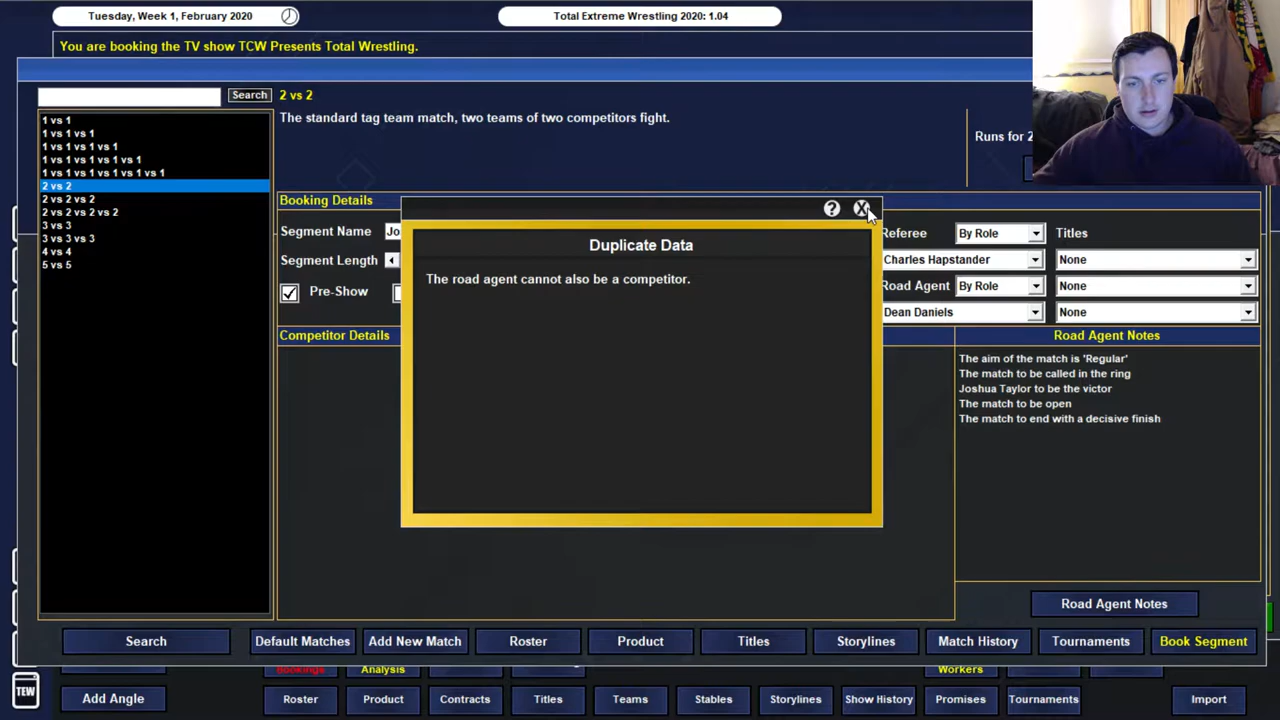 Tuesday, Week 1, February 2020
Total Extreme Wrestling 2020: 1.04
You are booking the TV show TCW Presents Total Wrestling.
Search
2 vs 2
The standard tag team match, two teams of two competitors fight.
Runs for 2
1 vs 1
1 vs 1 vs 1
1 vs 1 vs 1 vs 1
1 vs 1 vs 1 vs 1 vs 1
1 vs 1 vs 1 vs 1 vs 1 vs 1
2 vs 2
2 vs 2 vs 2
2 vs 2 vs 2 vs 2
3 vs 3
3 vs 3 vs 3
4 vs 4
5 vs 5
Booking Details
Segment Name Jo
Segment Length
Pre-Show
Competitor Details
? X
Duplicate Data
The road agent cannot also be a competitor.
Referee By Role Titles
Charles Hapstander None
Road Agent By Role None
Dean Daniels None
Road Agent Notes
The aim of the match is 'Regular'
The match to be called in the ring
Joshua Taylor to be the victor
The match to be open
The match to end with a decisive finish
Road Agent Notes
Search Default Matches Add New Match Roster Product Titles Storylines Match History Tournaments Book Segment
Bookings Analysis Workers
TEW Add Angle Roster Product Contracts Titles Teams Stables Storylines Show History Promises Tournaments Import